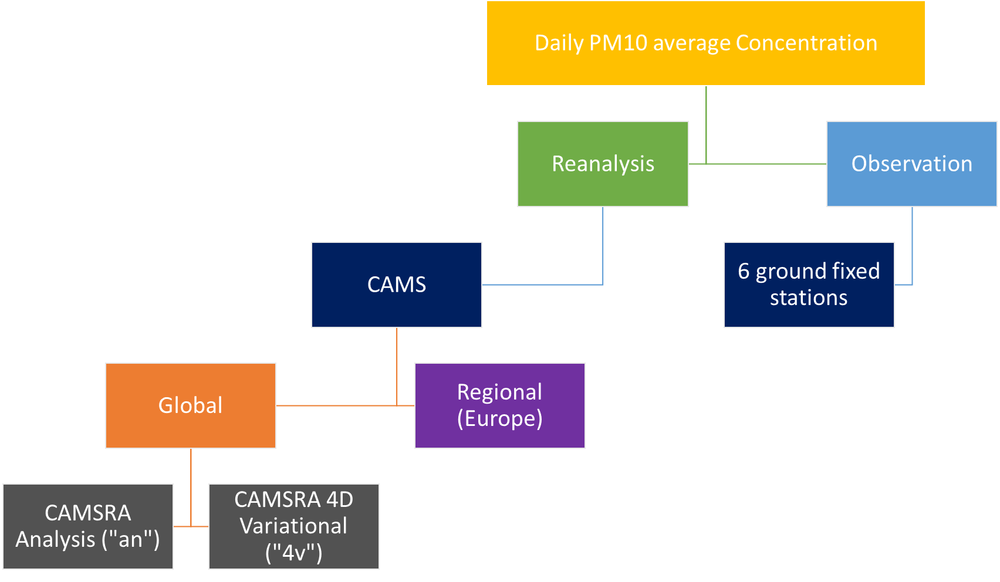 Daily PM10 average Concentration
Reanalysis
Observation
CAMS
6 ground fixed
stations
Global
Regional
(Europe)
CAMSRA
Analysis ("an")
CAMSRA 4D
Variational
("4v")